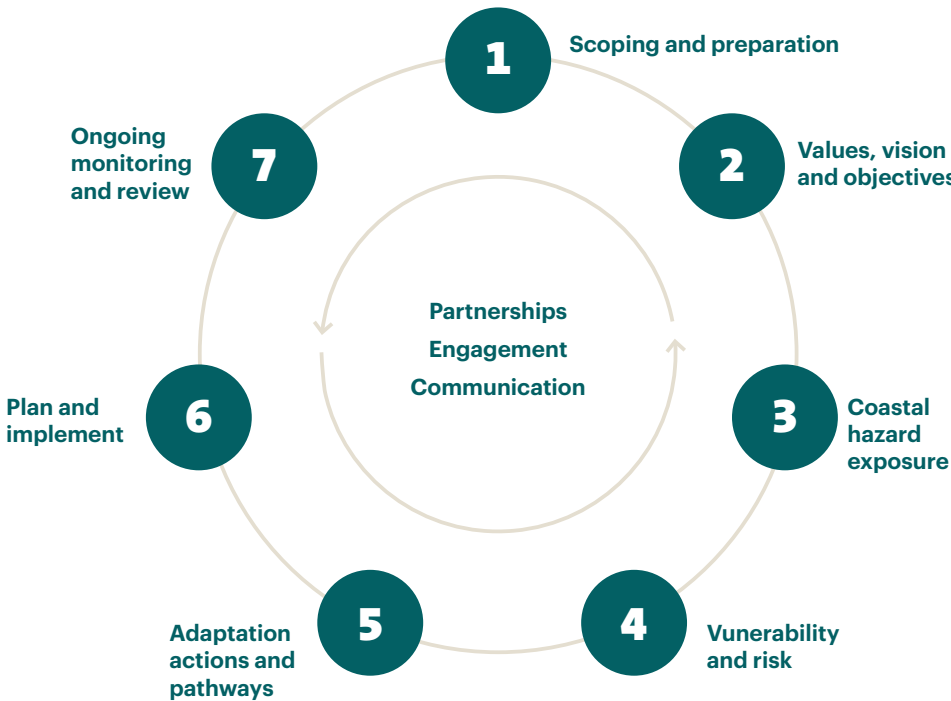 1
Scoping and preparation
2
Values, vision
and objectives
3
Coastal
hazard
exposure
4
Vunerability
and risk
5
Adaptation
actions and
pathways
6
Plan and
implement
7
Ongoing
monitoring
and review
Partnerships
Engagement
Communication